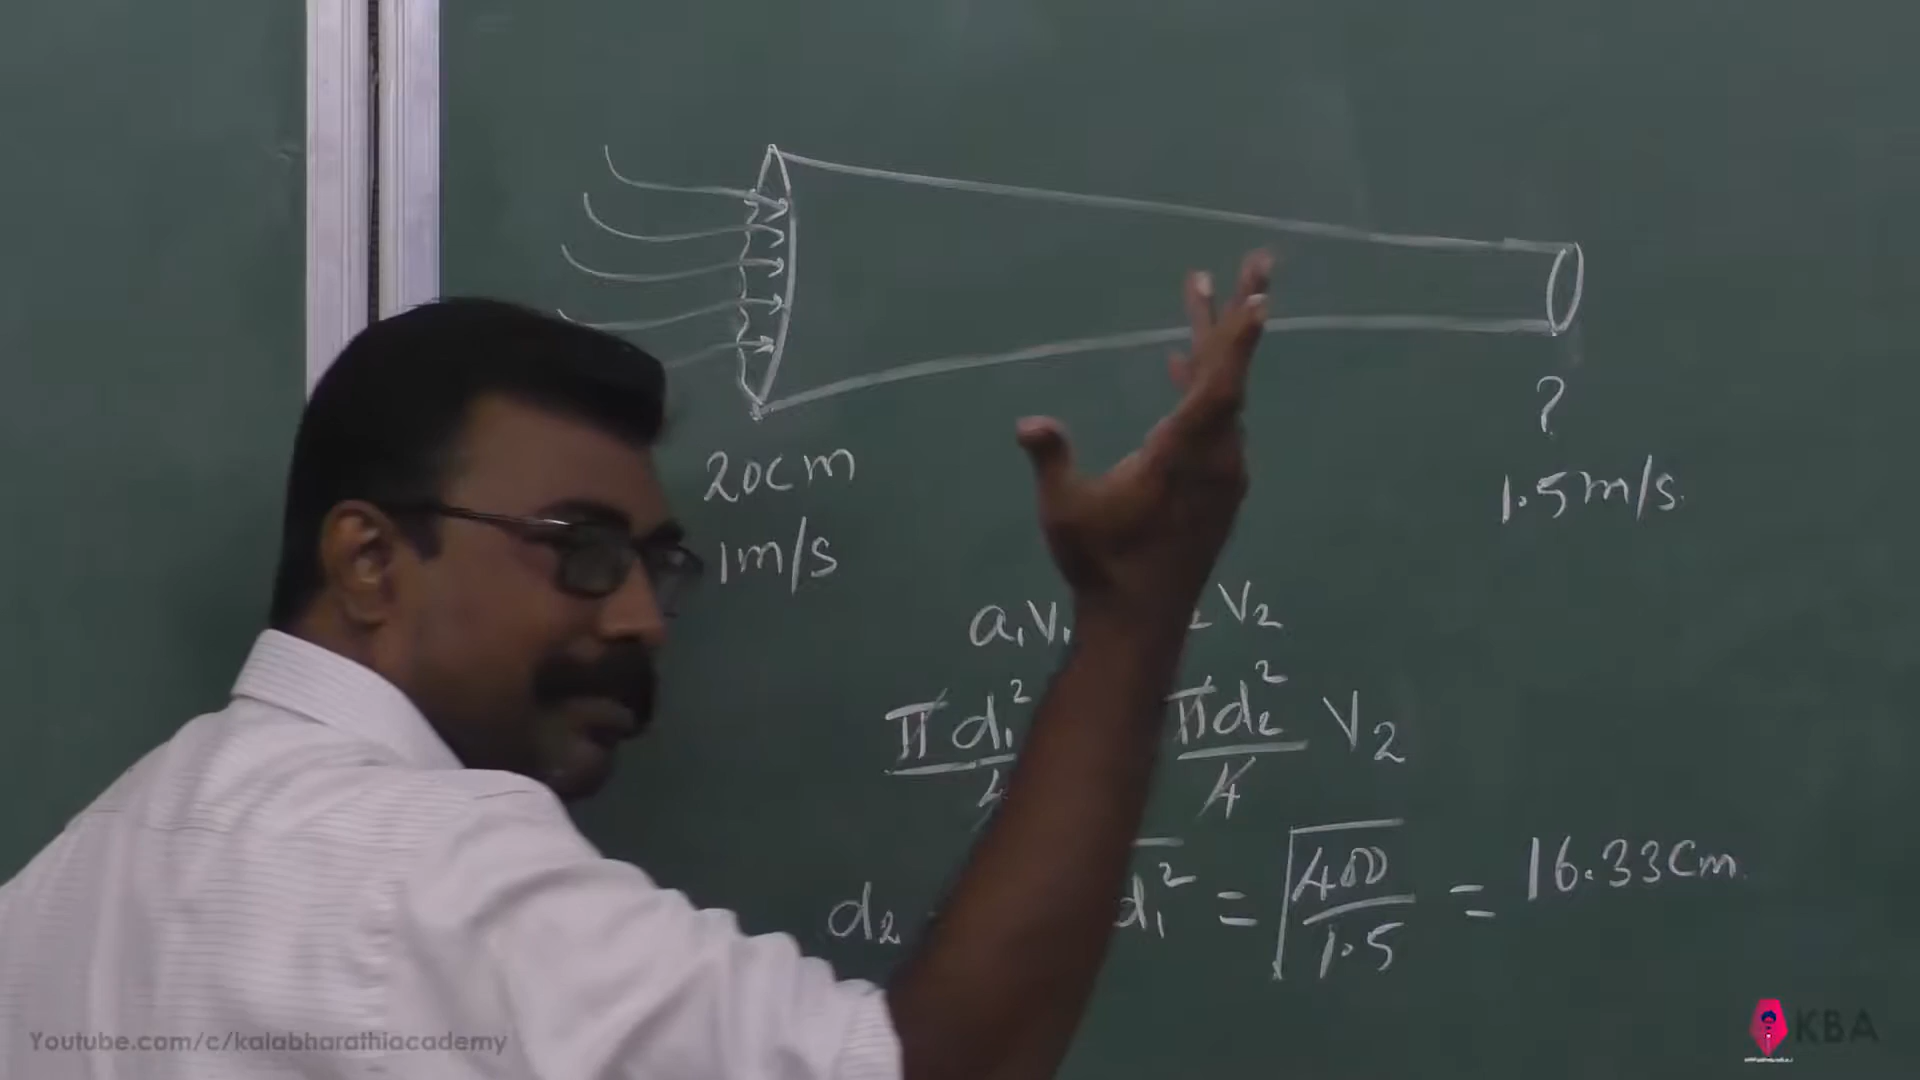 20cm
1m/s
?
1.5m/s.
a₁V₁ ₂V₂
πd₁²/4 πd₂²/4 V₂
d₂ d₁² = √400/1.5 = 16.33cm
Youtube.com/c/kalabharathiacademy
KBA